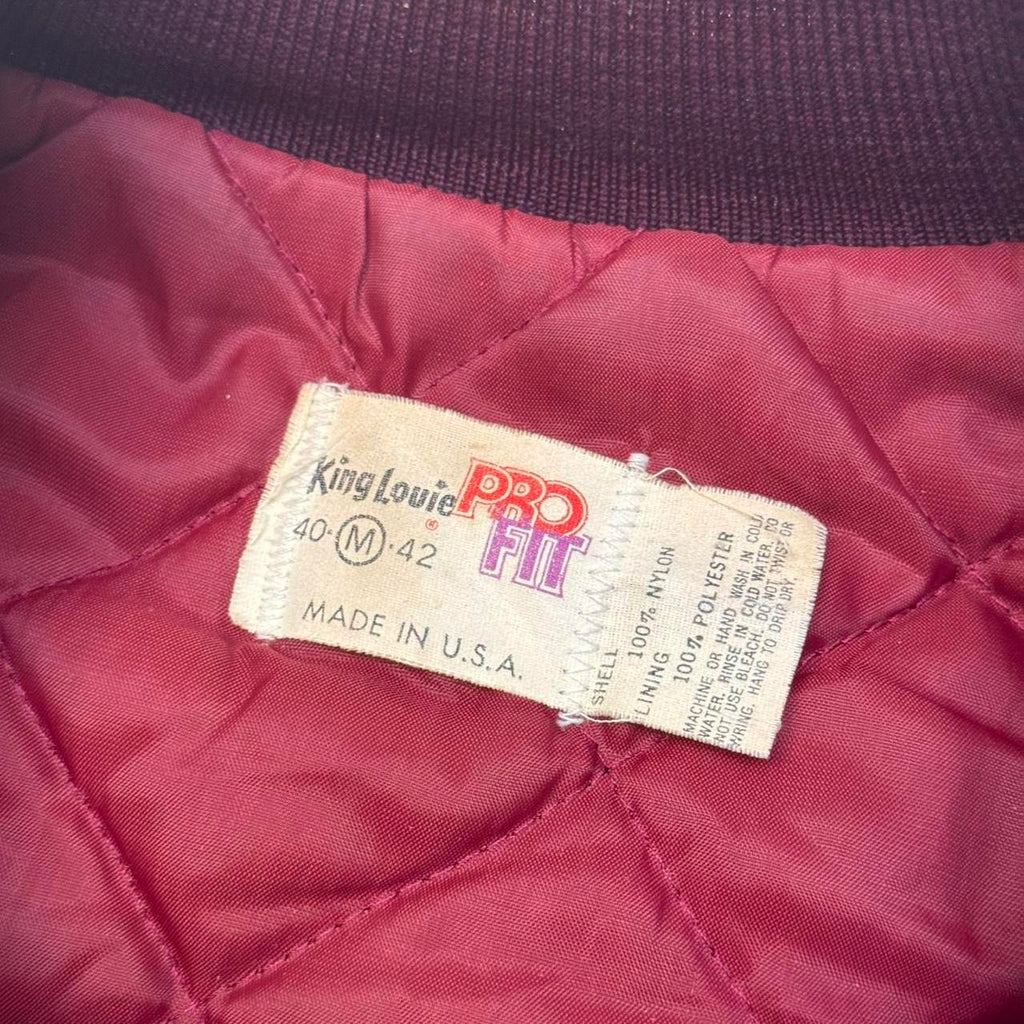 King Louie PRO
® FIT
40·M·42
MADE IN U.S.A.
SHELL
100% NYLON
LINING
100% POLYESTER
MACHINE OR HAND WASH IN COLD
WATER. RINSE IN COLD WATER. DO
NOT USE BLEACH. DO NOT TWIST OR
WRING. HANG TO DRIP DRY